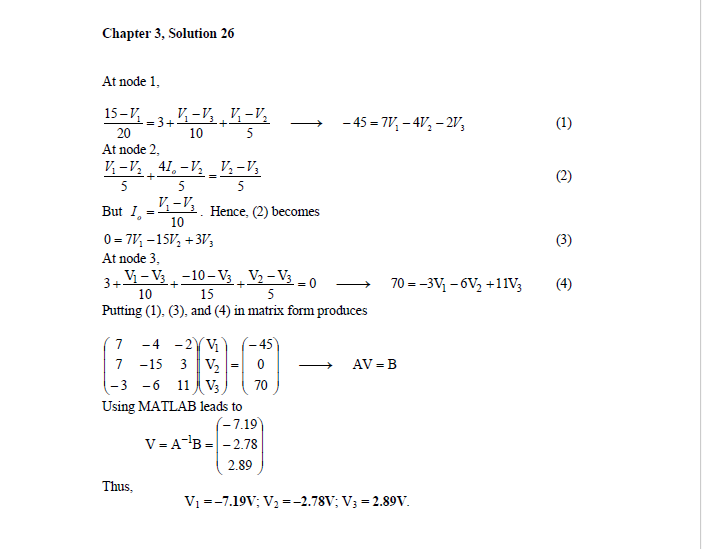 Chapter 3, Solution 26
At node 1,
(15 – V₁)/20 = 3 + (V₁ – V₃)/10 + (V₁ – V₂)/5 ⟶ – 45 = 7V₁ – 4V₂ – 2V₃ (1)
At node 2,
(V₁ – V₂)/5 + (4Iₒ – V₂)/5 = (V₂ – V₃)/5 (2)
But Iₒ = (V₁ – V₃)/10 . Hence, (2) becomes
0 = 7V₁ – 15V₂ + 3V₃ (3)
At node 3,
3 + (V₁ – V₃)/10 + (–10 – V₃)/15 + (V₂ – V₃)/5 = 0 ⟶ 70 = –3V₁ – 6V₂ + 11V₃ (4)
Putting (1), (3), and (4) in matrix form produces
7 – 4 – 2 V₁ – 45
7 –15 3 V₂ = 0 ⟶ AV = B
–3 –6 11 V₃ 70
Using MATLAB leads to
– 7.19
V = A⁻¹B = – 2.78
2.89
Thus,
V₁ = –7.19V; V₂ = –2.78V; V₃ = 2.89V.